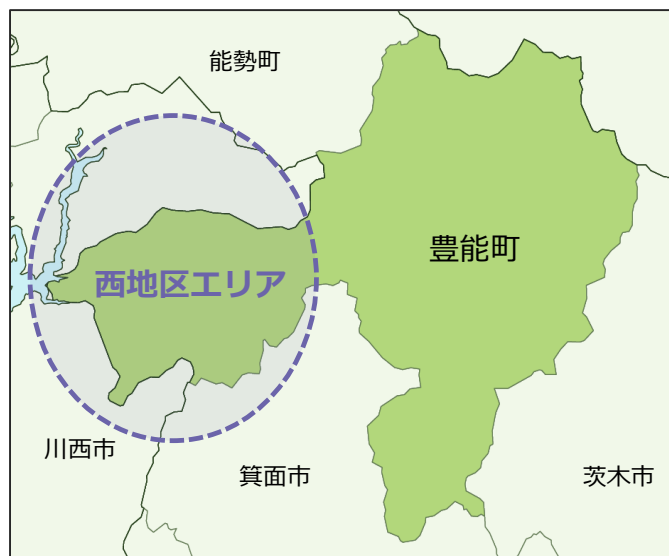 能勢町
豊能町
西地区エリア
川西市
箕面市
茨木市